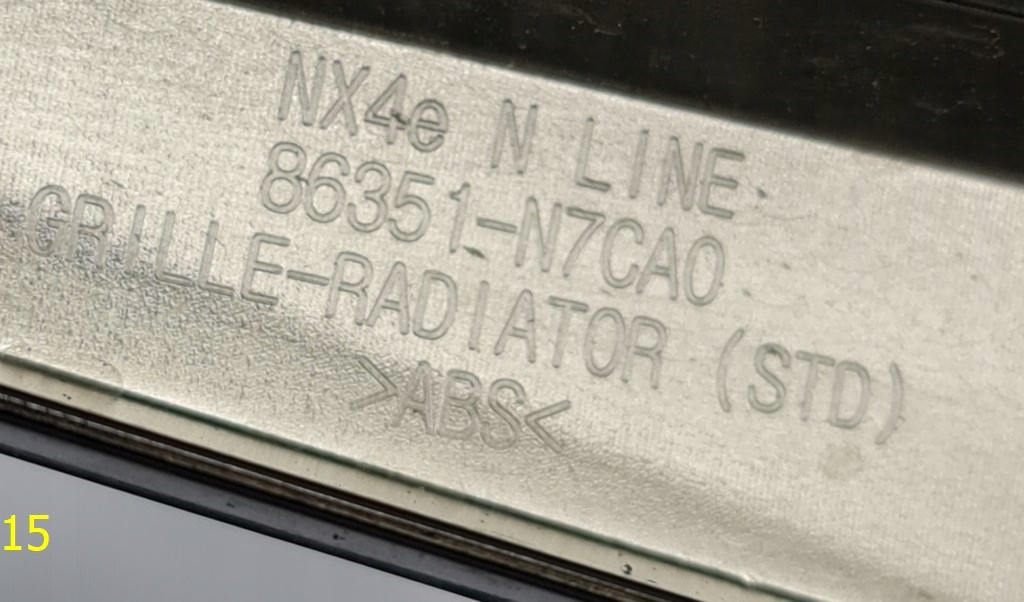 NX4e N LINE
86351-N7CA0
GRILLE-RADIATOR (STD)
>ABS<
15